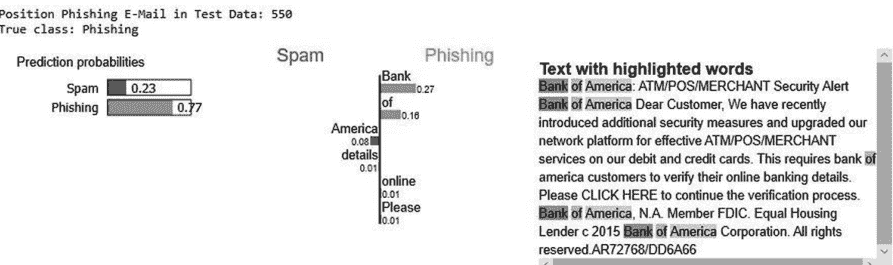 Position Phishing E-Mail in Test Data: 550
True class: Phishing
Prediction probabilities
Spam 0.23
Phishing 0.77
Spam Phishing
Bank
0.27
of
0.16
America
0.08
details
0.01
online
0.01
Please
0.01
Text with highlighted words
Bank of America: ATM/POS/MERCHANT Security Alert
Bank of America Dear Customer, We have recently
introduced additional security measures and upgraded our
network platform for effective ATM/POS/MERCHANT
services on our debit and credit cards. This requires bank of
america customers to verify their online banking details.
Please CLICK HERE to continue the verification process.
Bank of America, N.A. Member FDIC. Equal Housing
Lender c 2015 Bank of America Corporation. All rights
reserved.AR72768/DD6A66